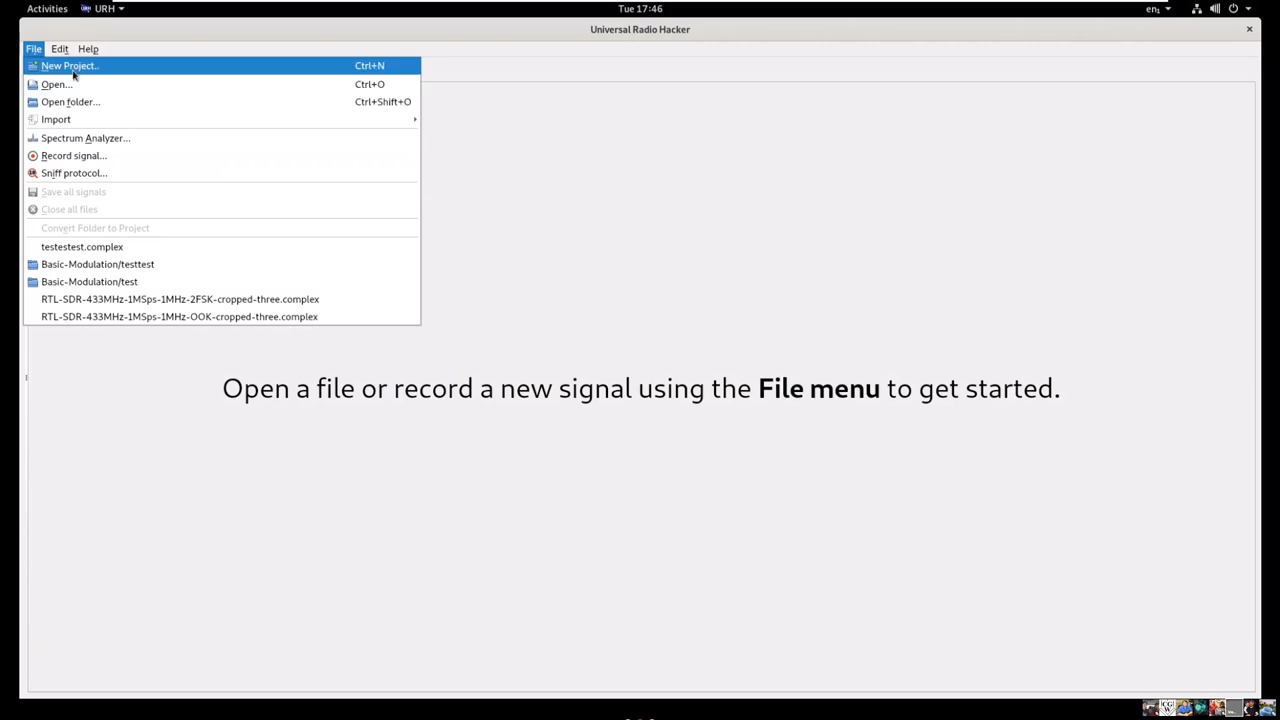 Activities URH Tue 17:46 en₁
Universal Radio Hacker
File Edit Help
New Project.. Ctrl+N
Open... Ctrl+O
Open folder... Ctrl+Shift+O
Import
Spectrum Analyzer...
Record signal...
Sniff protocol...
Save all signals
Close all files
Convert Folder to Project
testestest.complex
Basic-Modulation/testtest
Basic-Modulation/test
RTL-SDR-433MHz-1MSps-1MHz-2FSK-cropped-three.complex
RTL-SDR-433MHz-1MSps-1MHz-OOK-cropped-three.complex
Open a file or record a new signal using the File menu to get started.